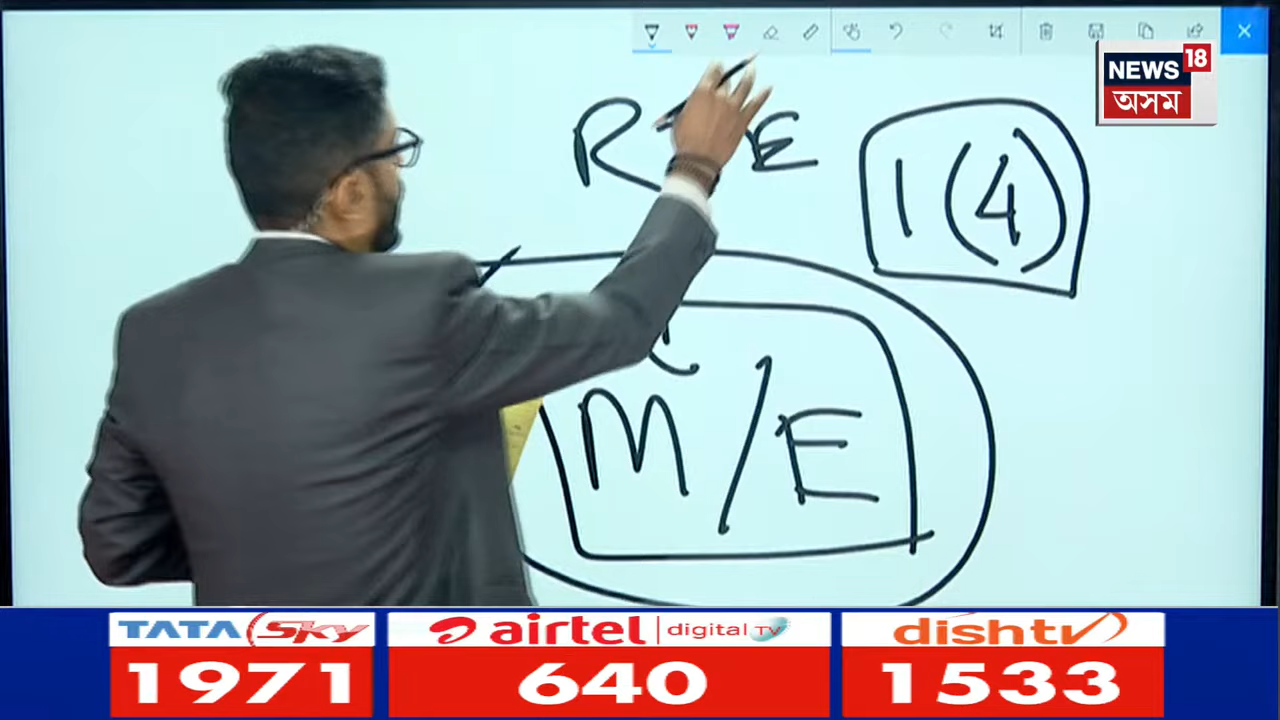 NEWS 18
অসম
E
1 (4)
M/E
TATA Sky
airtel digital TV
dishtv
1971
640
1533